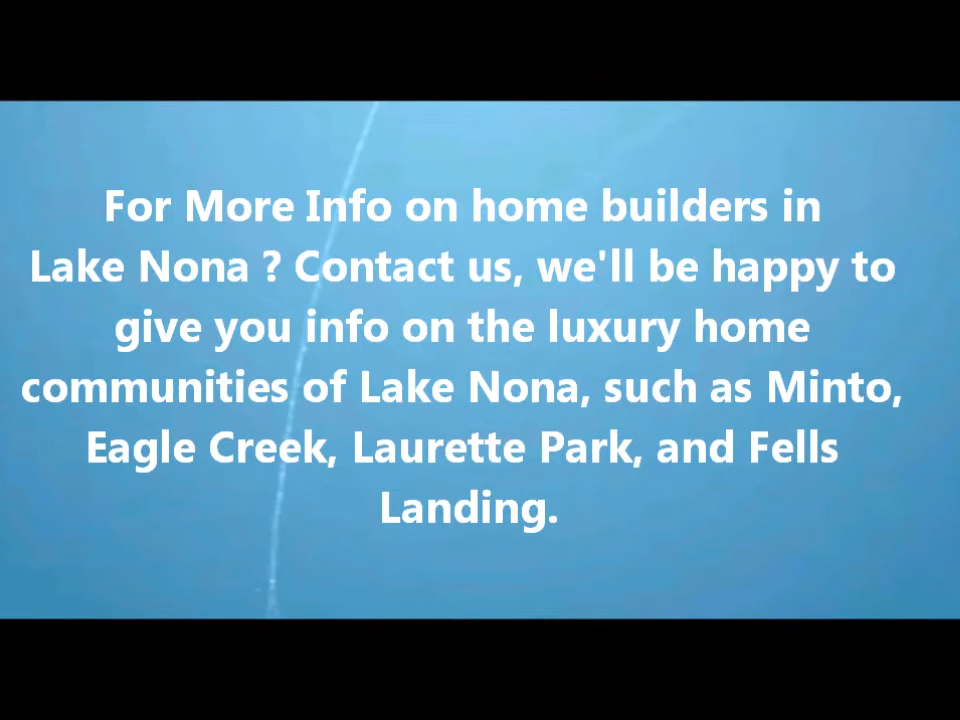 For More Info on home builders in
Lake Nona ? Contact us, we'll be happy to
give you info on the luxury home
communities of Lake Nona, such as Minto,
Eagle Creek, Laurette Park, and Fells
Landing.